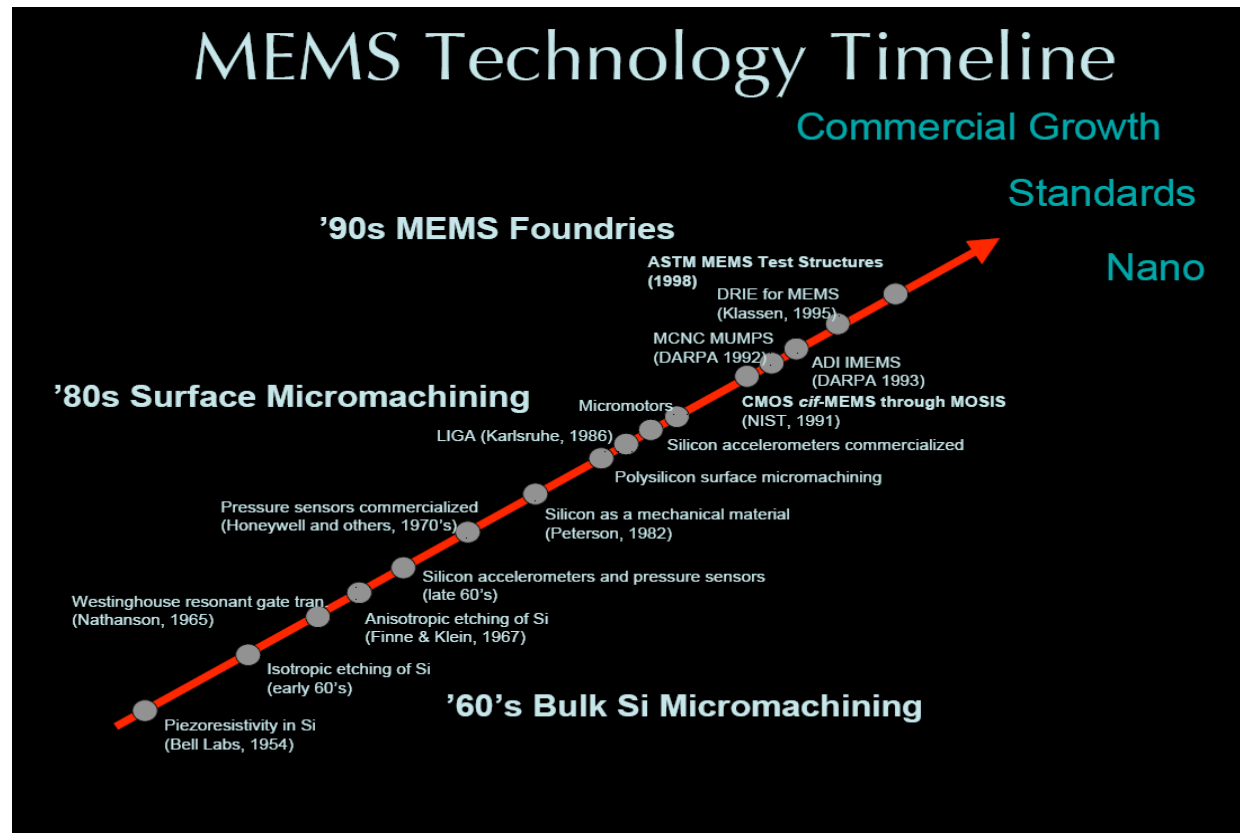 MEMS Technology Timeline
Commercial Growth
Standards
’90s MEMS Foundries
Nano
ASTM MEMS Test Structures
(1998)
DRIE for MEMS
(Klassen, 1995)
MCNC MUMPS
(DARPA 1992)
ADI IMEMS
(DARPA 1993)
’80s Surface Micromachining
CMOS cif-MEMS through MOSIS
(NIST, 1991)
Micromotors
LIGA (Karlsruhe, 1986)
Silicon accelerometers commercialized
Polysilicon surface micromachining
Pressure sensors commercialized
(Honeywell and others, 1970's)
Silicon as a mechanical material
(Peterson, 1982)
Silicon accelerometers and pressure sensors
(late 60’s)
Westinghouse resonant gate tran.
(Nathanson, 1965)
Anisotropic etching of Si
(Finne & Klein, 1967)
Isotropic etching of Si
(early 60’s)
’60’s Bulk Si Micromachining
Piezoresistivity in Si
(Bell Labs, 1954)